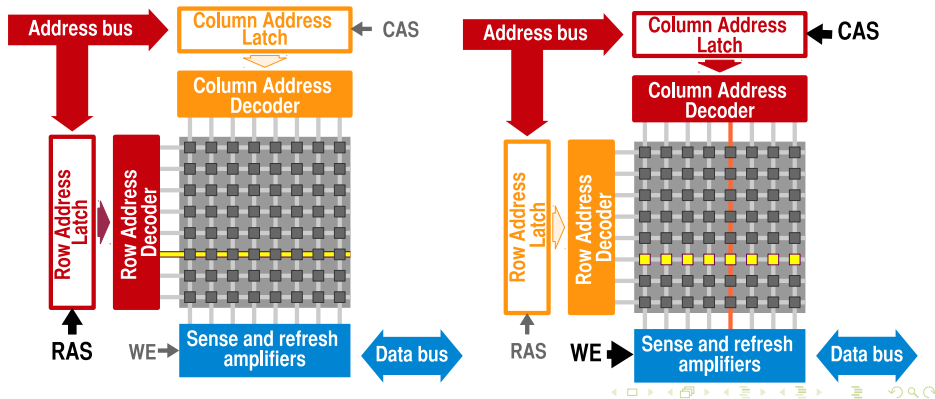 Address bus
Column Address
Latch
CAS
Column Address
Decoder
Row Address
Latch
Row Address
Decoder
RAS
WE
Sense and refresh
amplifiers
Data bus
Address bus
Column Address
Latch
CAS
Column Address
Decoder
Row Address
Latch
Row Address
Decoder
RAS
WE
Sense and refresh
amplifiers
Data bus